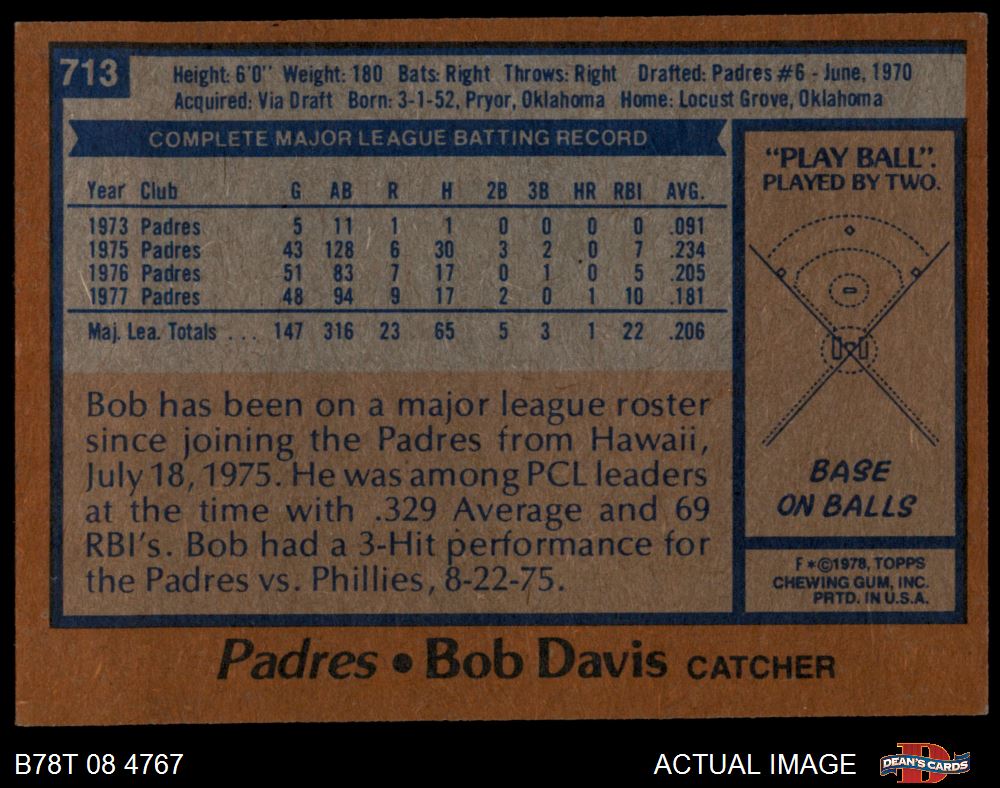 713
Height: 6'0" Weight: 180 Bats: Right Throws: Right Drafted: Padres #6 - June, 1970
Acquired: Via Draft Born: 3-1-52, Pryor, Oklahoma Home: Locust Grove, Oklahoma
COMPLETE MAJOR LEAGUE BATTING RECORD
Year Club G AB R H 2B 3B HR RBI AVG.
1973 Padres 5 11 1 1 0 0 0 0 .091
1975 Padres 43 128 6 30 3 2 0 7 .234
1976 Padres 51 83 7 17 0 1 0 5 .205
1977 Padres 48 94 9 17 2 0 1 10 .181
Maj. Lea. Totals . . . 147 316 23 65 5 3 1 22 .206
Bob has been on a major league roster
since joining the Padres from Hawaii,
July 18, 1975. He was among PCL leaders
at the time with .329 Average and 69
RBI's. Bob had a 3-Hit performance for
the Padres vs. Phillies, 8-22-75.
"PLAY BALL".
PLAYED BY TWO.
BASE
ON BALLS
F *©1978, TOPPS
CHEWING GUM, INC.
PRTD. IN U.S.A.
Padres • Bob Davis CATCHER
B78T 08 4767
ACTUAL IMAGE
D
DEAN'S CARDS